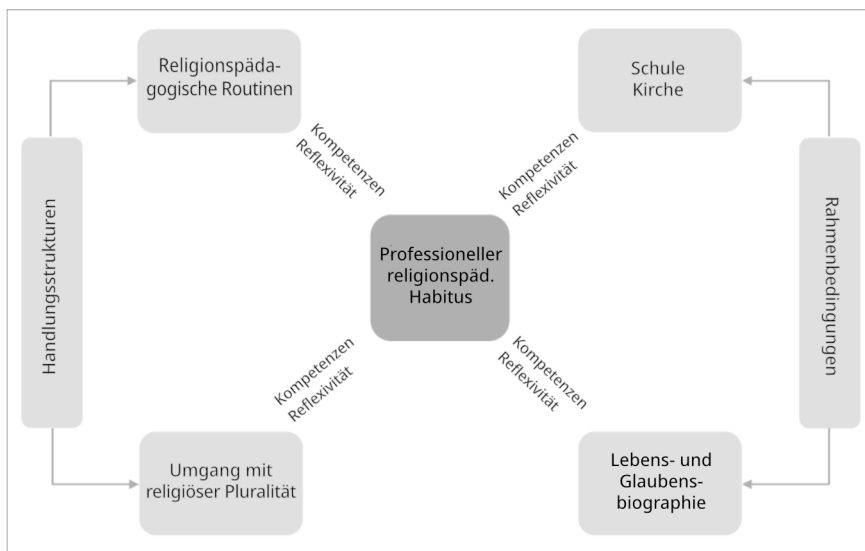 Religionspäda-
gogische Routinen
Schule
Kirche
Kompetenzen
Reflexivität
Kompetenzen
Reflexivität
Handlungsstrukturen
Professioneller
religionspäd.
Habitus
Rahmenbedingungen
Kompetenzen
Reflexivität
Kompetenzen
Reflexivität
Umgang mit
religiöser Pluralität
Lebens- und
Glaubens-
biographie